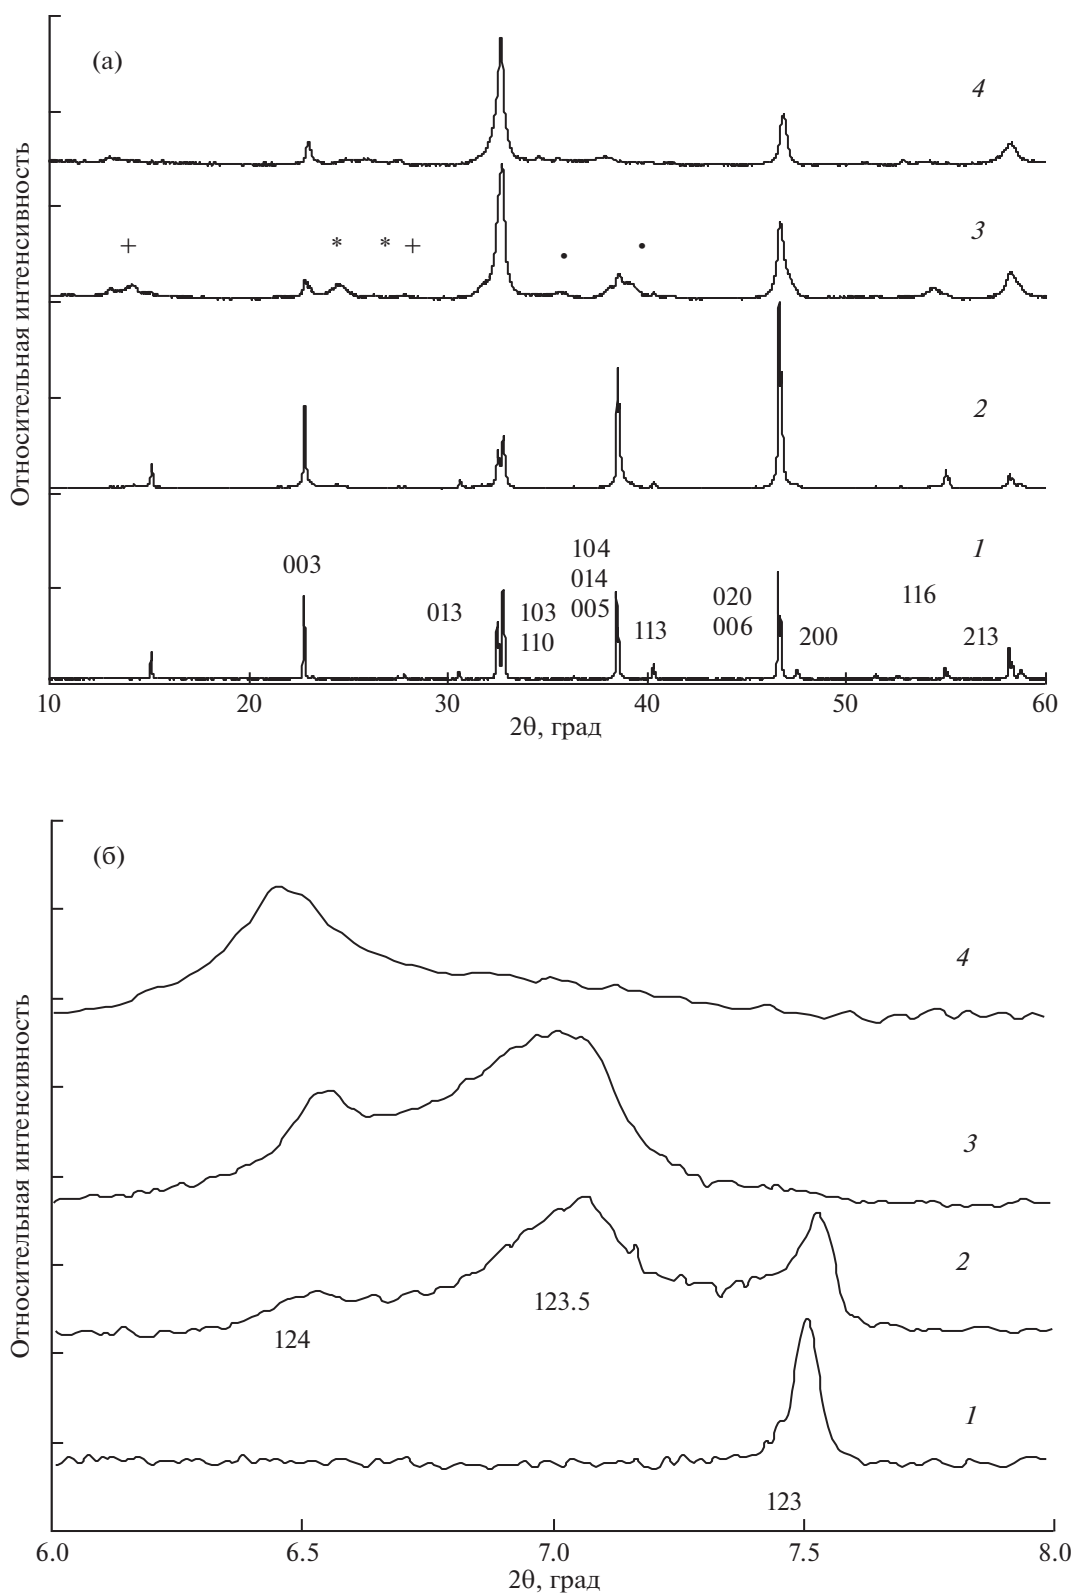 (а)
Относительная интенсивность
4
+ * * + • • 3
2
1
003
013
103
110
104
014
005
113
020
006
200
116
213
10 20 30 40 50 60
2θ, град
(б)
Относительная интенсивность
4
3
2
124
123.5
1
123
6.0 6.5 7.0 7.5 8.0
2θ, град